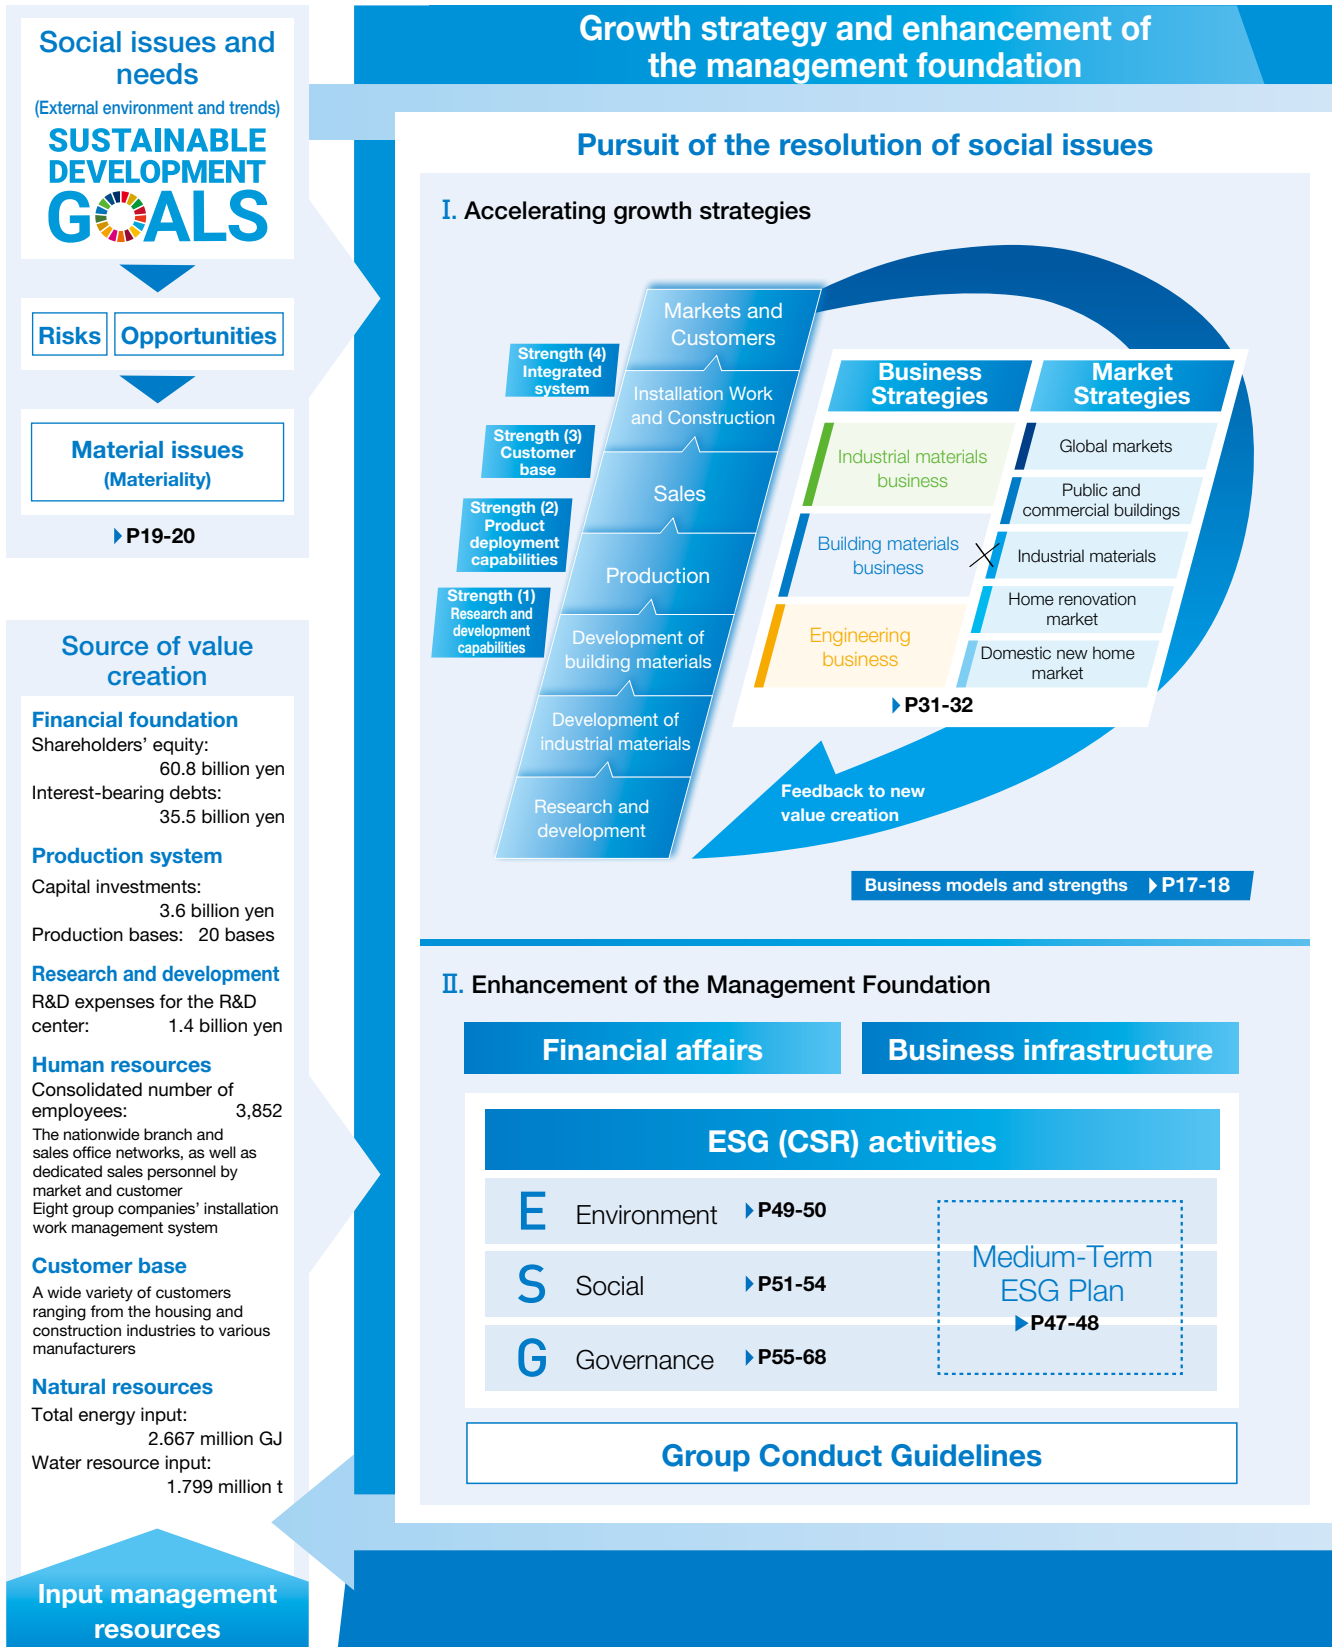 Social issues and
needs
(External environment and trends)
SUSTAINABLE
DEVELOPMENT
GOALS
Risks
Opportunities
Material issues
(Materiality)
P19-20
Source of value
creation
Financial foundation
Shareholders' equity:
60.8 billion yen
Interest-bearing debts:
35.5 billion yen
Production system
Capital investments:
3.6 billion yen
Production bases: 20 bases
Research and development
R&D expenses for the R&D
center: 1.4 billion yen
Human resources
Consolidated number of
employees: 3,852
The nationwide branch and
sales office networks, as well as
dedicated sales personnel by
market and customer
Eight group companies' installation
work management system
Customer base
A wide variety of customers
ranging from the housing and
construction industries to various
manufacturers
Natural resources
Total energy input:
2.667 million GJ
Water resource input:
1.799 million t
Input management
resources
Growth strategy and enhancement of
the management foundation
Pursuit of the resolution of social issues
I. Accelerating growth strategies
Markets and
Customers
Installation Work
and Construction
Sales
Production
Development of
building materials
Development of
industrial materials
Research and
development
Strength (4)
Integrated
system
Strength (3)
Customer
base
Strength (2)
Product
deployment
capabilities
Strength (1)
Research and
development
capabilities
Business
Strategies
Industrial materials
business
Building materials
business
Engineering
business
Market
Strategies
Global markets
Public and
commercial buildings
Industrial materials
Home renovation
market
Domestic new home
market
P31-32
Feedback to new
value creation
Business models and strengths P17-18
II. Enhancement of the Management Foundation
Financial affairs
Business infrastructure
ESG (CSR) activities
E Environment P49-50
S Social P51-54
G Governance P55-68
Medium-Term
ESG Plan
P47-48
Group Conduct Guidelines